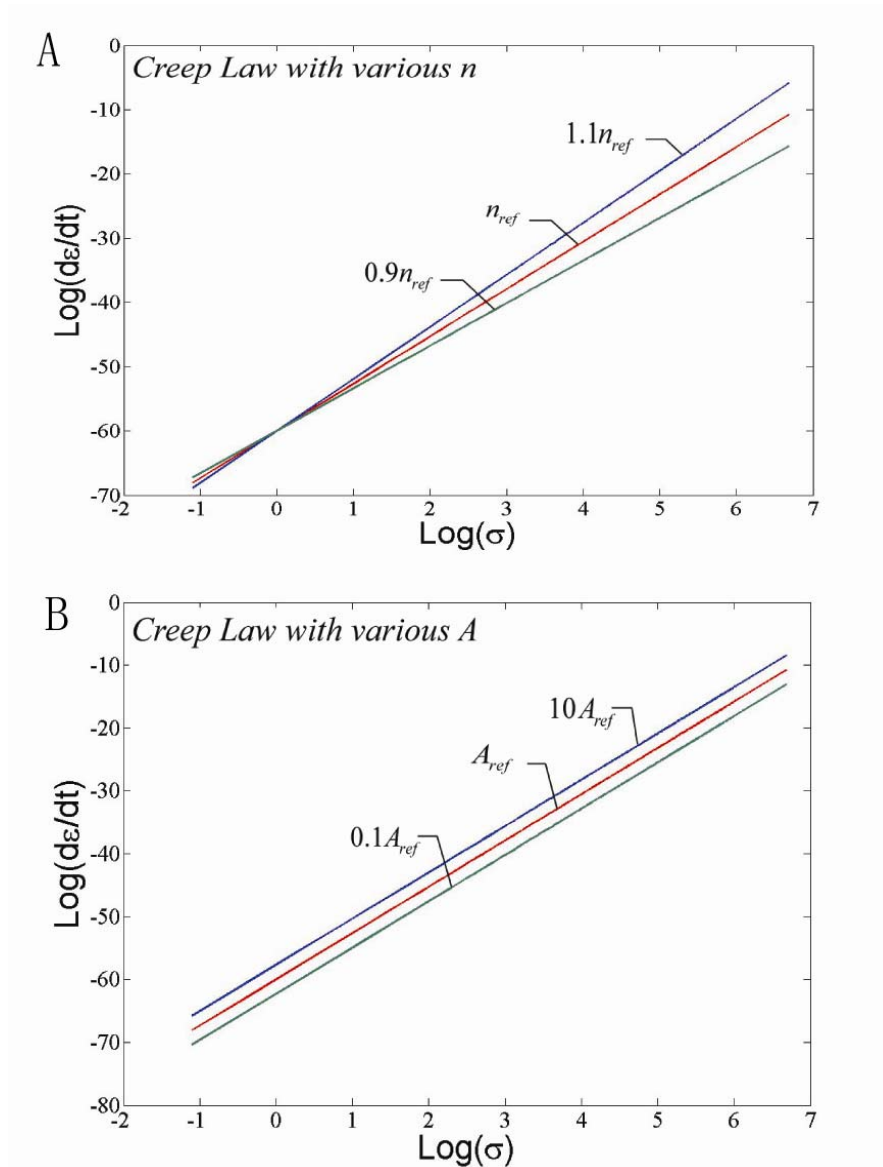 A
Creep Law with various n
0
-10
-20
-30
-40
-50
-60
-70
Log(dε/dt)
1.1n_ref
n_ref
0.9n_ref
-2 -1 0 1 2 3 4 5 6 7
Log(σ)
B
Creep Law with various A
0
-10
-20
-30
-40
-50
-60
-70
-80
Log(dε/dt)
10A_ref
A_ref
0.1A_ref
-2 -1 0 1 2 3 4 5 6 7
Log(σ)